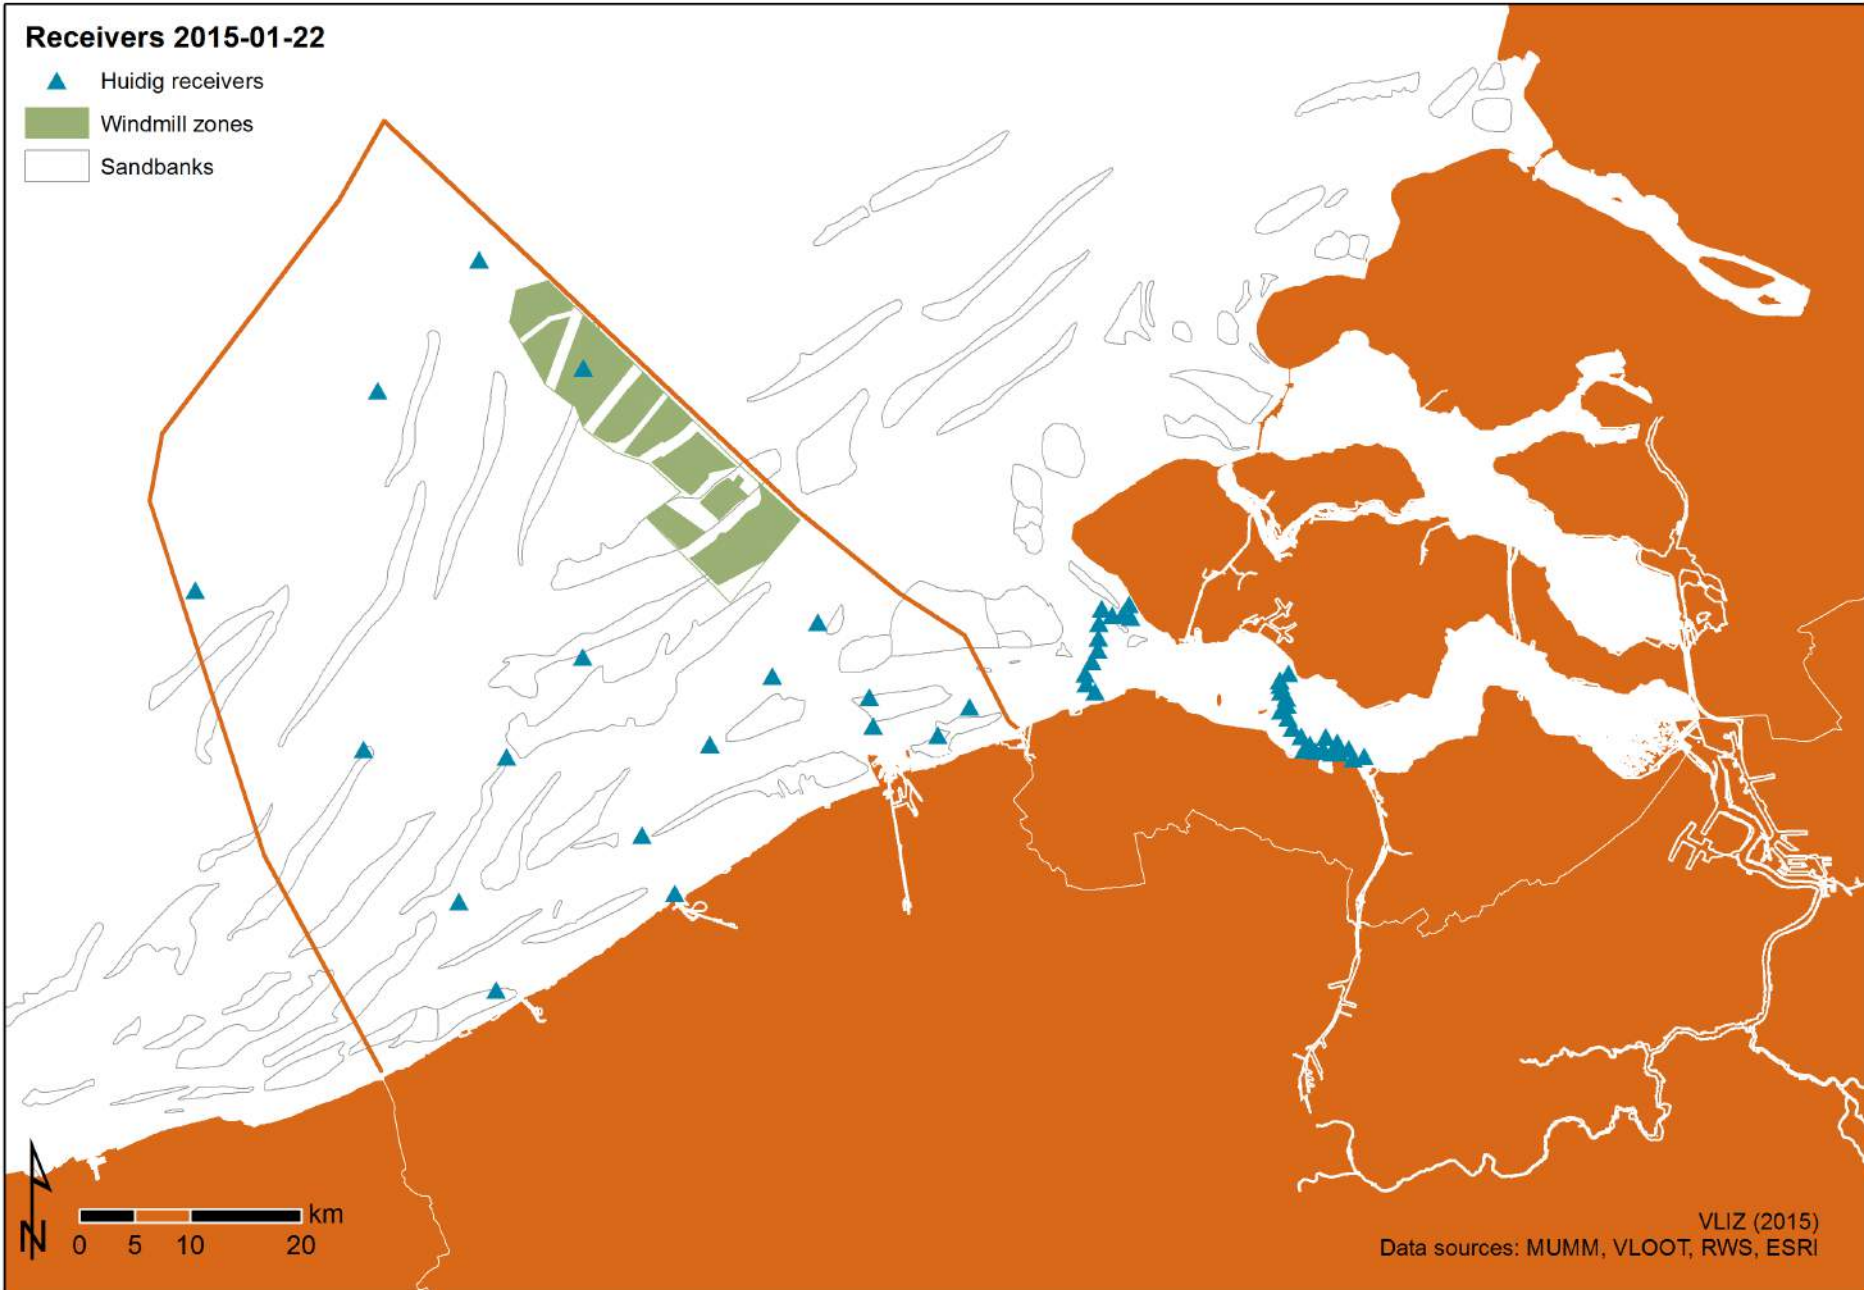 Receivers 2015-01-22
Huidig receivers
Windmill zones
Sandbanks
N
km
0 5 10 20
VLIZ (2015)
Data sources: MUMM, VLOOT, RWS, ESRI